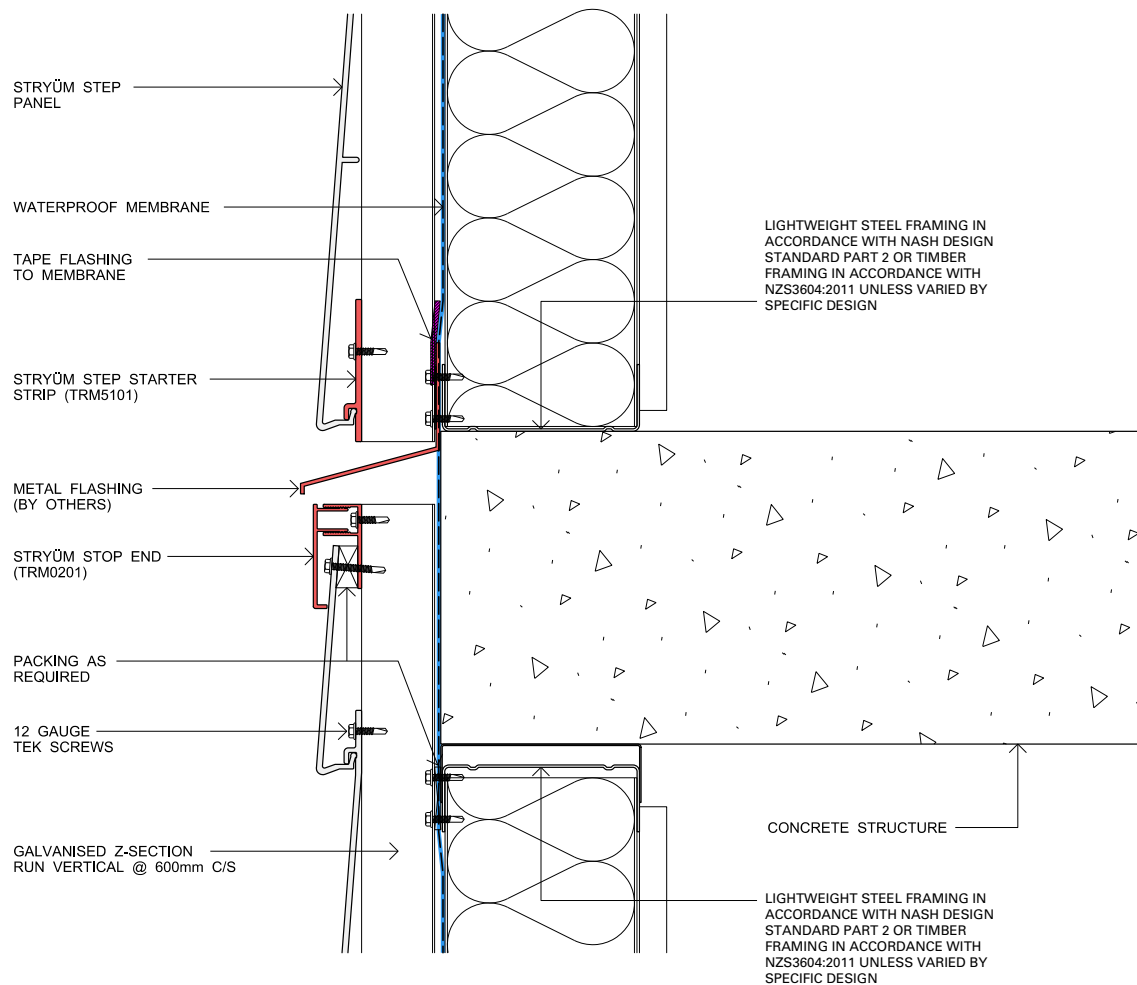 STRYÜM STEP
PANEL
WATERPROOF MEMBRANE
TAPE FLASHING
TO MEMBRANE
STRYÜM STEP STARTER
STRIP (TRM5101)
METAL FLASHING
(BY OTHERS)
STRYÜM STOP END
(TRM0201)
PACKING AS
REQUIRED
12 GAUGE
TEK SCREWS
GALVANISED Z-SECTION
RUN VERTICAL @ 600mm C/S
LIGHTWEIGHT STEEL FRAMING IN
ACCORDANCE WITH NASH DESIGN
STANDARD PART 2 OR TIMBER
FRAMING IN ACCORDANCE WITH
NZS3604:2011 UNLESS VARIED BY
SPECIFIC DESIGN
CONCRETE STRUCTURE
LIGHTWEIGHT STEEL FRAMING IN
ACCORDANCE WITH NASH DESIGN
STANDARD PART 2 OR TIMBER
FRAMING IN ACCORDANCE WITH
NZS3604:2011 UNLESS VARIED BY
SPECIFIC DESIGN